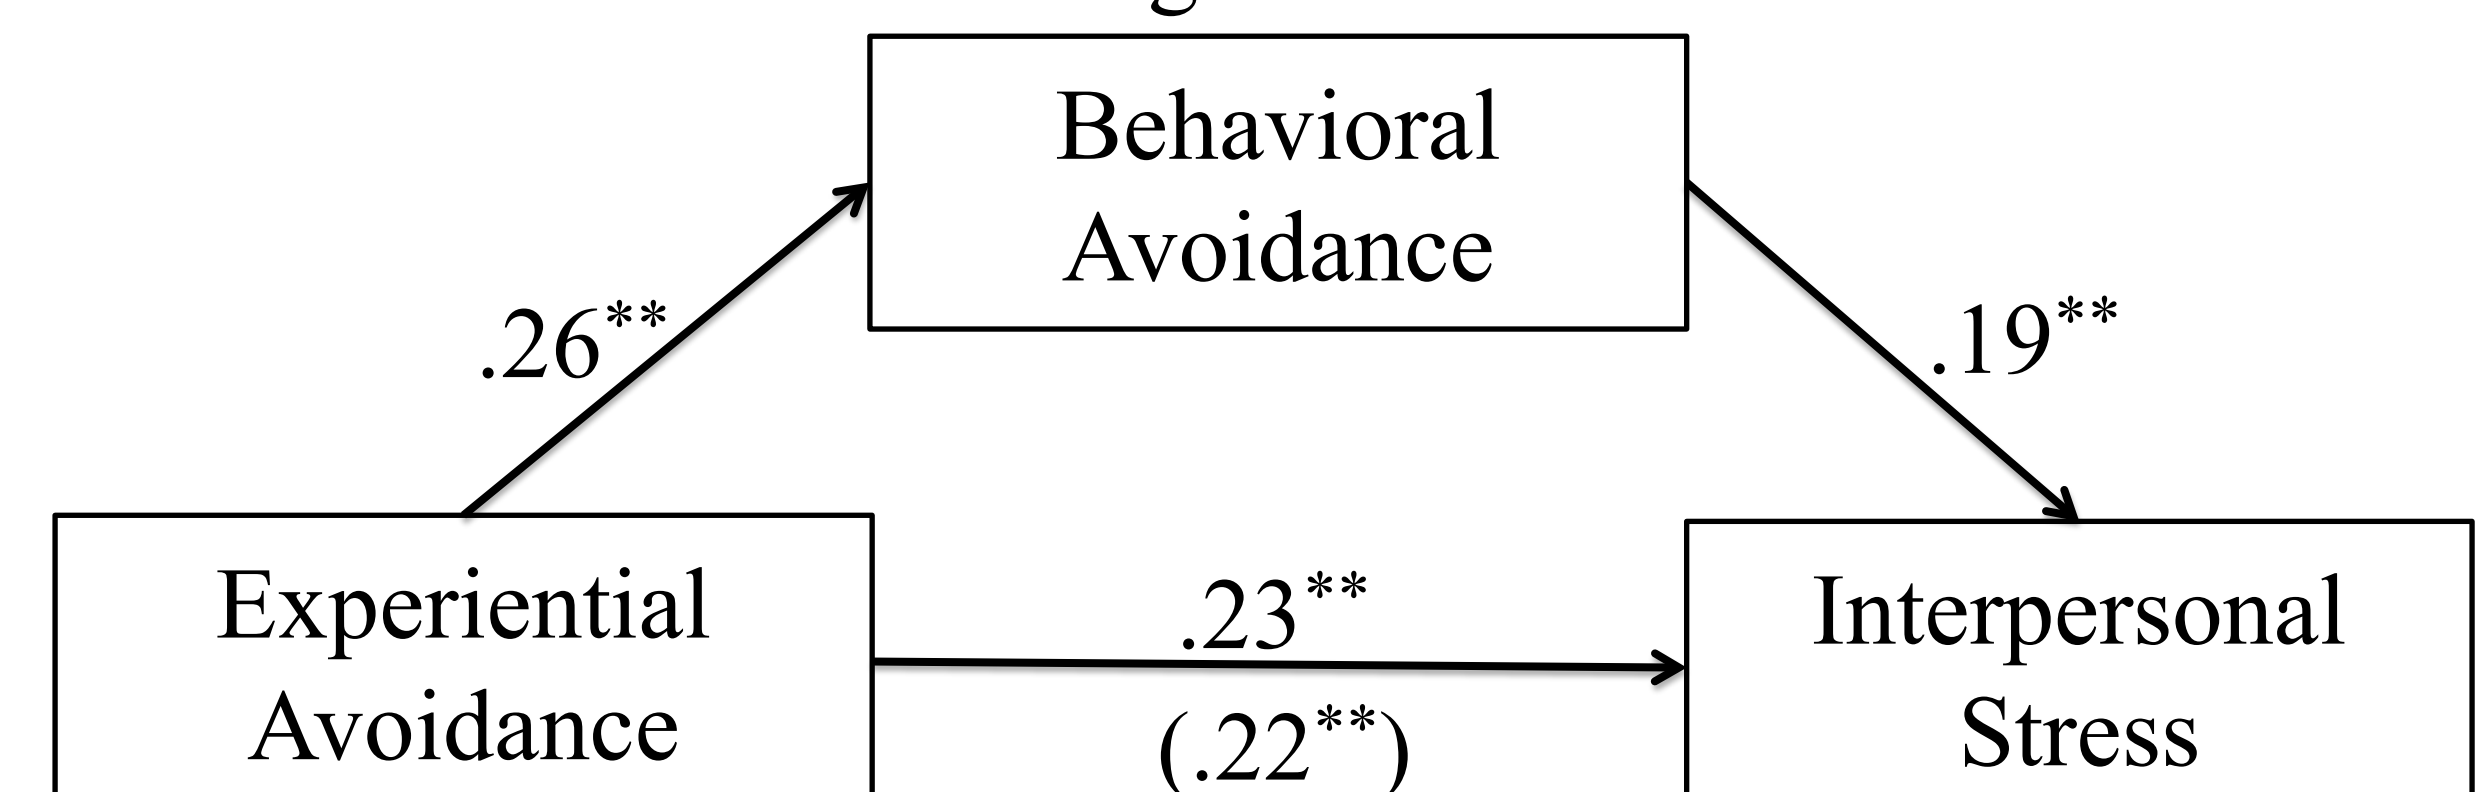 Behavioral
Avoidance
.26**
.19**
Experiential
Avoidance
.23**
(.22**)
Interpersonal
Stress